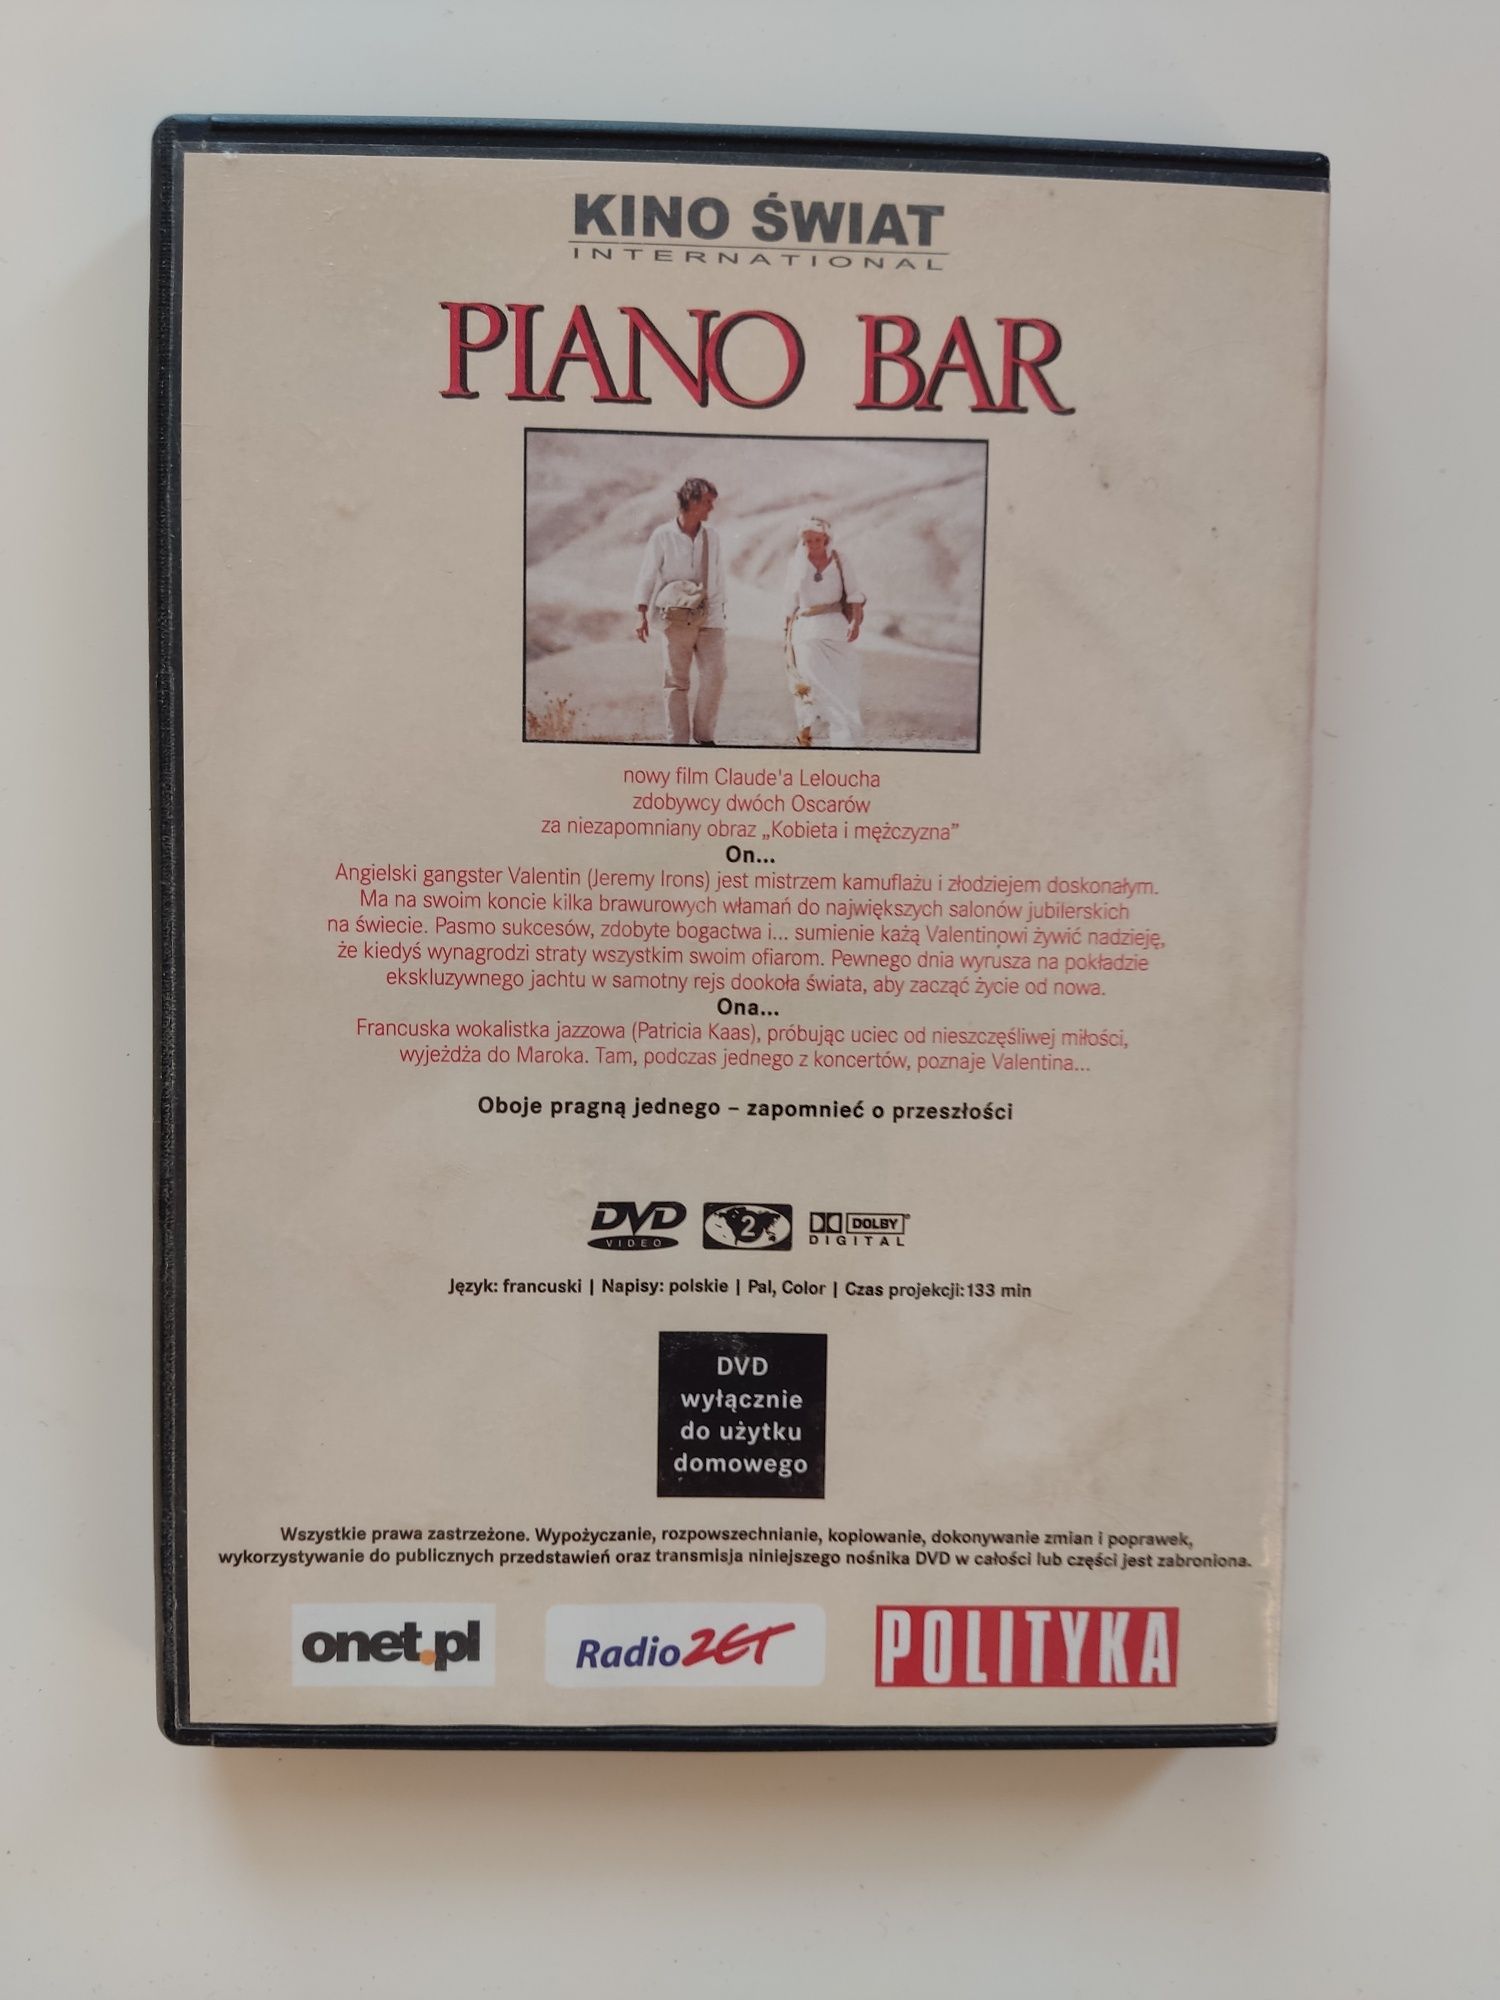 KINO ŚWIAT
INTERNATIONAL
PIANO BAR
nowy film Claude'a Leloucha
zdobywcy dwóch Oscarów
za niezapomniany obraz „Kobieta i mężczyzna”
On...
Angielski gangster Valentin (Jeremy Irons) jest mistrzem kamuflażu i złodziejem doskonałym.
Ma na swoim koncie kilka brawurowych włamań do największych salonów jubilerskich
na świecie. Pasmo sukcesów, zdobyte bogactwa i... sumienie każą Valentinowi żywić nadzieję,
że kiedyś wynagrodzi straty wszystkim swoim ofiarom. Pewnego dnia wyrusza na pokładzie
ekskluzywnego jachtu w samotny rejs dookoła świata, aby zacząć życie od nowa.
Ona...
Francuska wokalistka jazzowa (Patricia Kaas), próbując uciec od nieszczęśliwej miłości,
wyjeżdża do Maroka. Tam, podczas jednego z koncertów, poznaje Valentina...
Oboje pragną jednego – zapomnieć o przeszłości
DVD VIDEO 2 DOLBY DIGITAL
Język: francuski | Napisy: polskie | Pal, Color | Czas projekcji: 133 min
DVD
wyłącznie
do użytku
domowego
Wszystkie prawa zastrzeżone. Wypożyczanie, rozpowszechnianie, kopiowanie, dokonywanie zmian i poprawek,
wykorzystywanie do publicznych przedstawień oraz transmisja niniejszego nośnika DVD w całości lub części jest zabroniona.
onet.pl Radio ZET POLITYKA